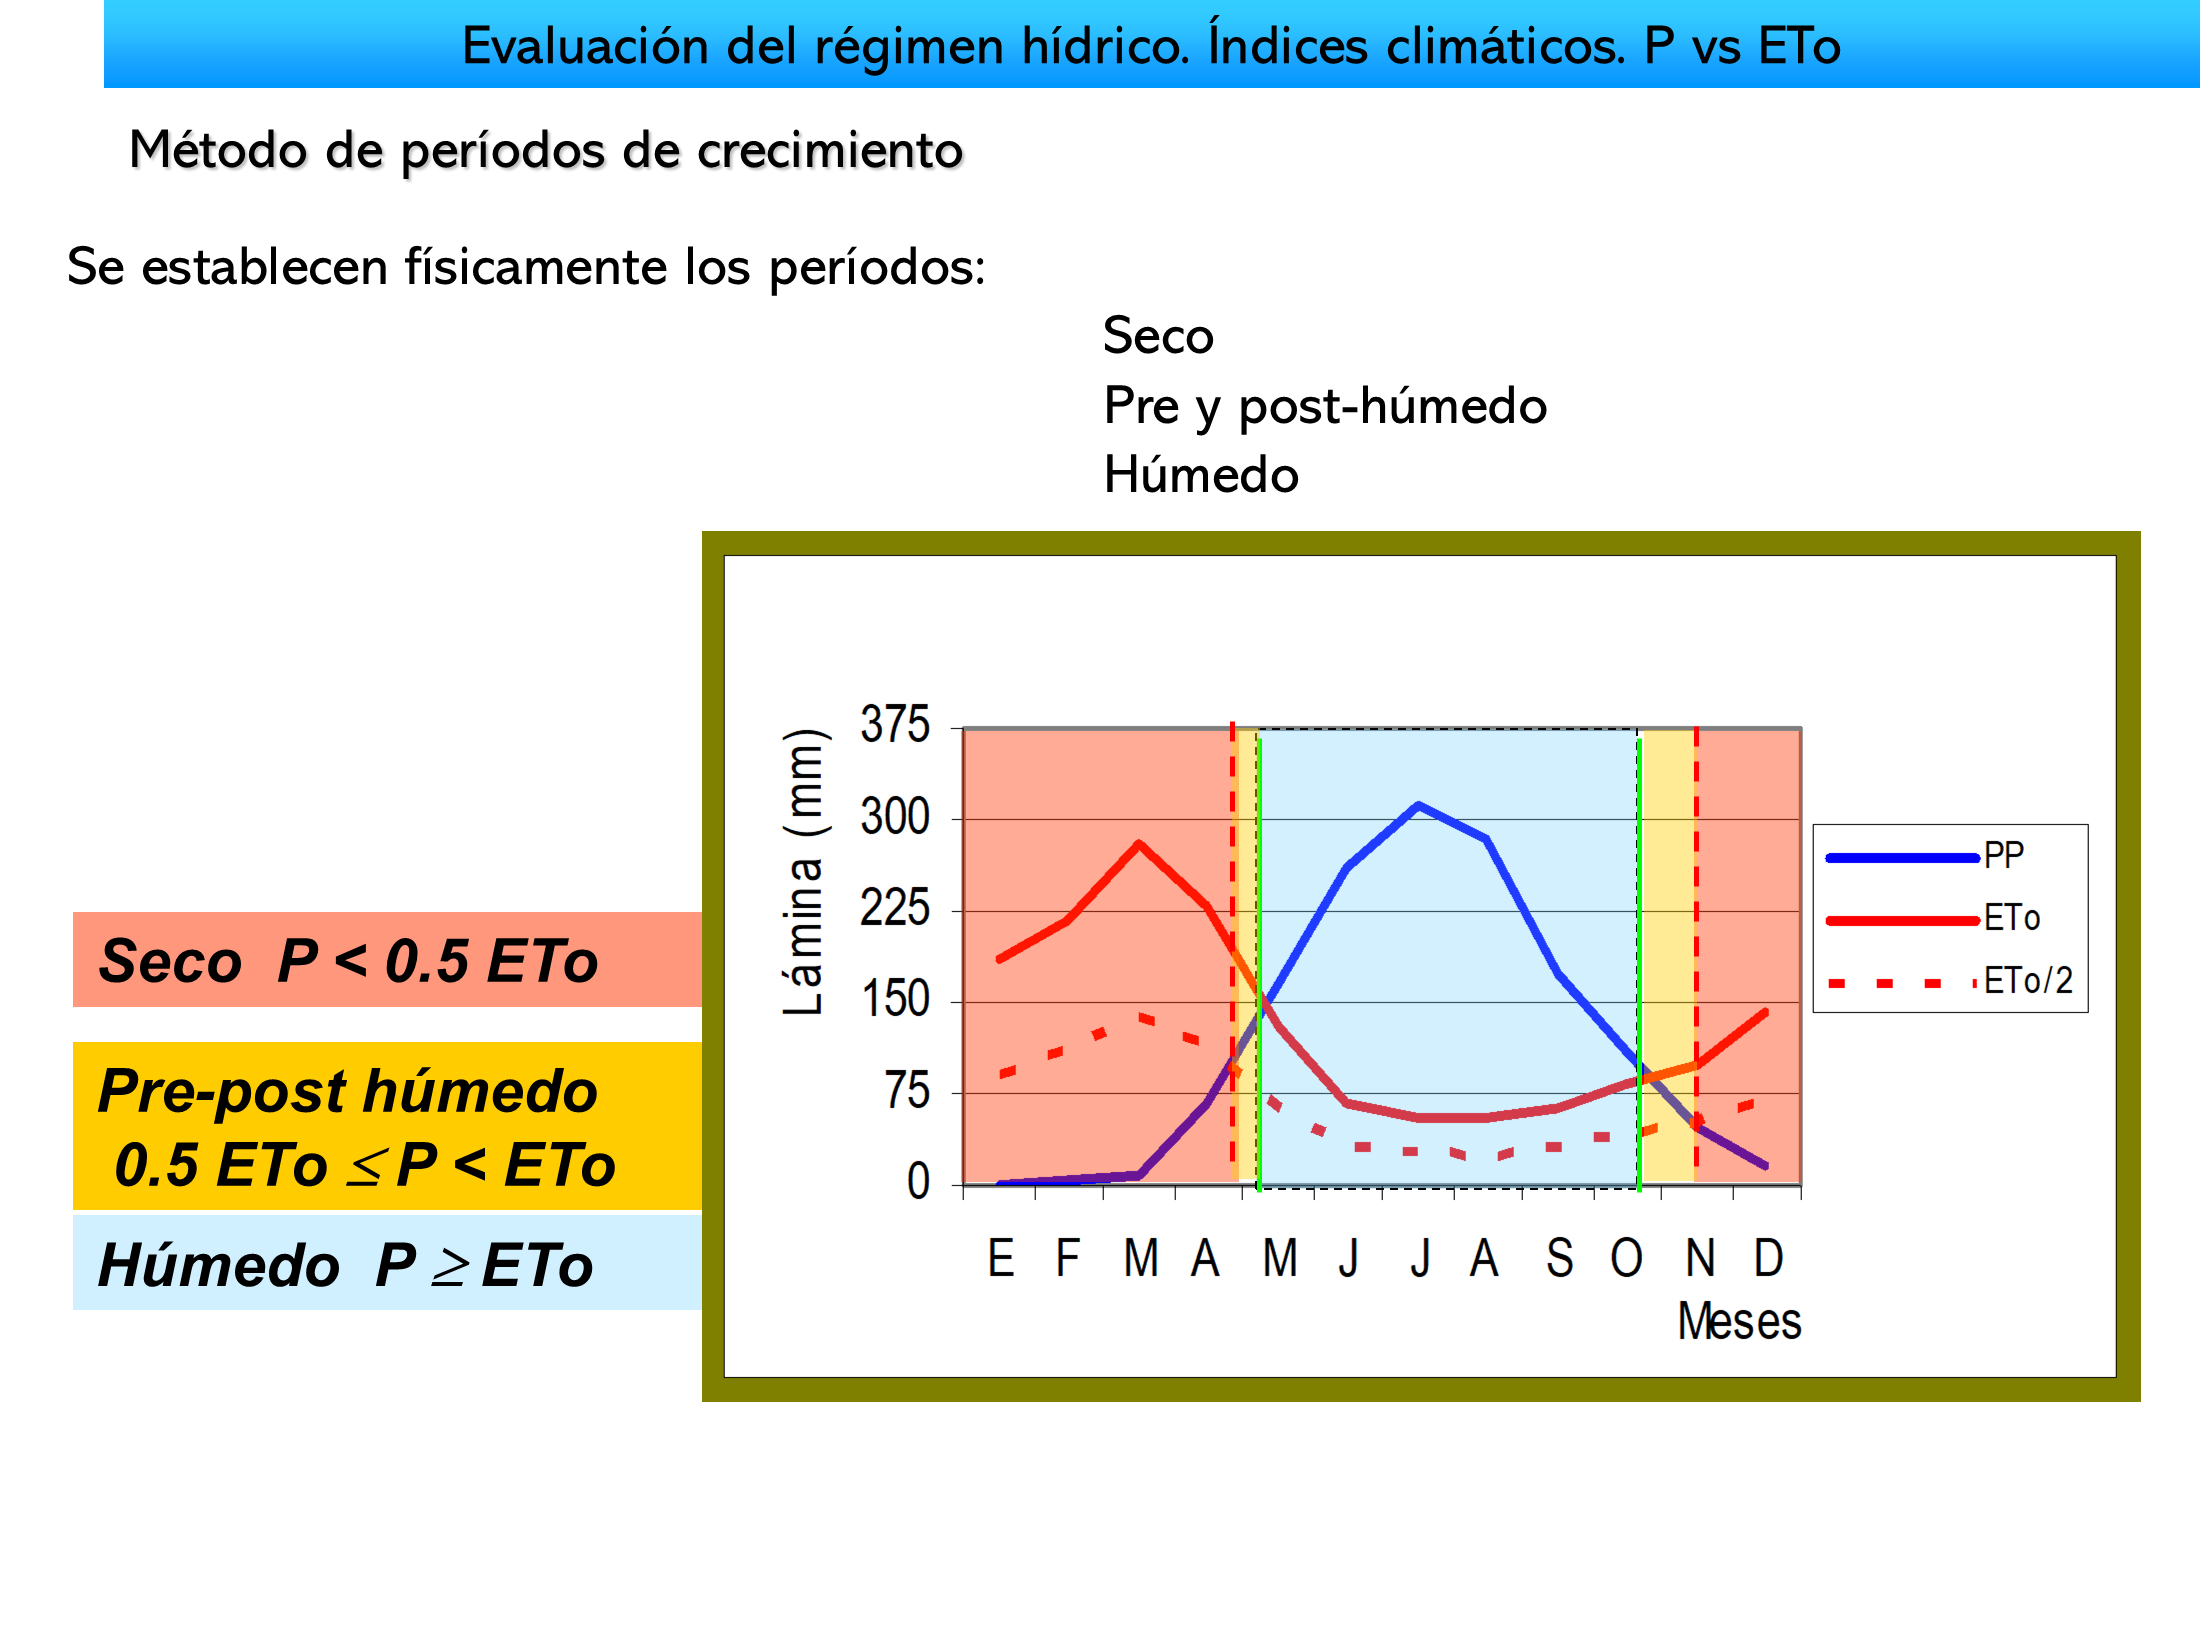 Evaluación del régimen hídrico. Índices climáticos. P vs ETo
Método de períodos de crecimiento
Se establecen físicamente los períodos:
Seco
Pre y post-húmedo
Húmedo
Seco P < 0.5 ETo
Pre-post húmedo
0.5 ETo ≤ P < ETo
Húmedo P ≥ ETo
Lámina (mm)
375
300
225
150
75
0
E F M A M J J A S O N D
Meses
PP
ETo
ETo/2